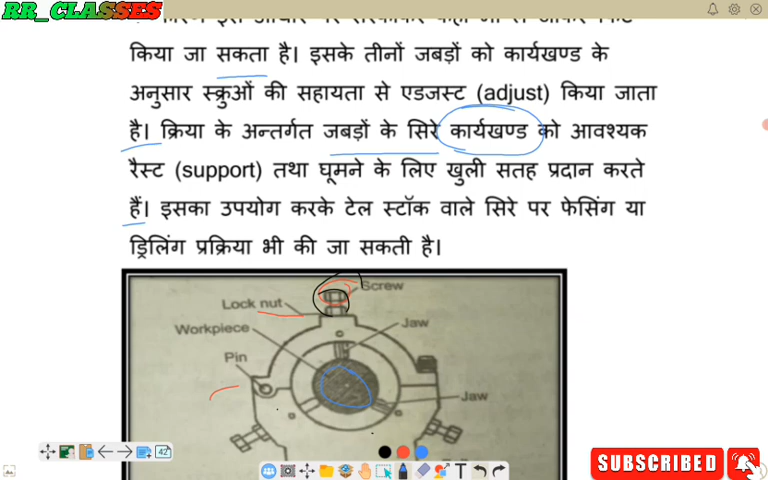 RR_CLASSES
किया जा सकता है। इसके तीनों जबड़ों को कार्यखण्ड के
अनुसार स्क्रुओं की सहायता से एडजस्ट (adjust) किया जाता
है। क्रिया के अन्तर्गत जबड़ों के सिरे कार्यखण्ड को आवश्यक
रैस्ट (support) तथा घूमने के लिए खुली सतह प्रदान करते
हैं। इसका उपयोग करके टेल स्टॉक वाले सिरे पर फेसिंग या
ड्रिलिंग प्रक्रिया भी की जा सकती है।
Screw
Lock nut
Workpiece
Jaw
Pin
Jaw
42
SUBSCRIBED